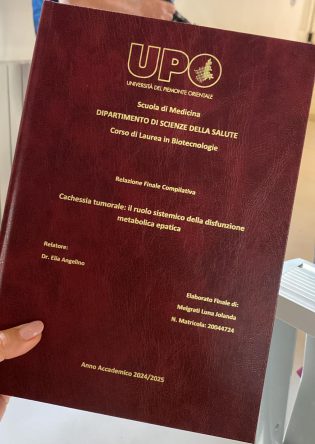 UPO
UNIVERSITÀ DEL PIEMONTE ORIENTALE
Scuola di Medicina
DIPARTIMENTO DI SCIENZE DELLA SALUTE
Corso di Laurea in Biotecnologie
Relazione Finale Compilativa
Cachessia tumorale: il ruolo sistemico della disfunzione
metabolica epatica
Relatore:
Dr. Elia Angelino
Elaborato Finale di:
Melgrati Luna Jolanda
N. Matricola: 20044724
Anno Accademico 2024/2025